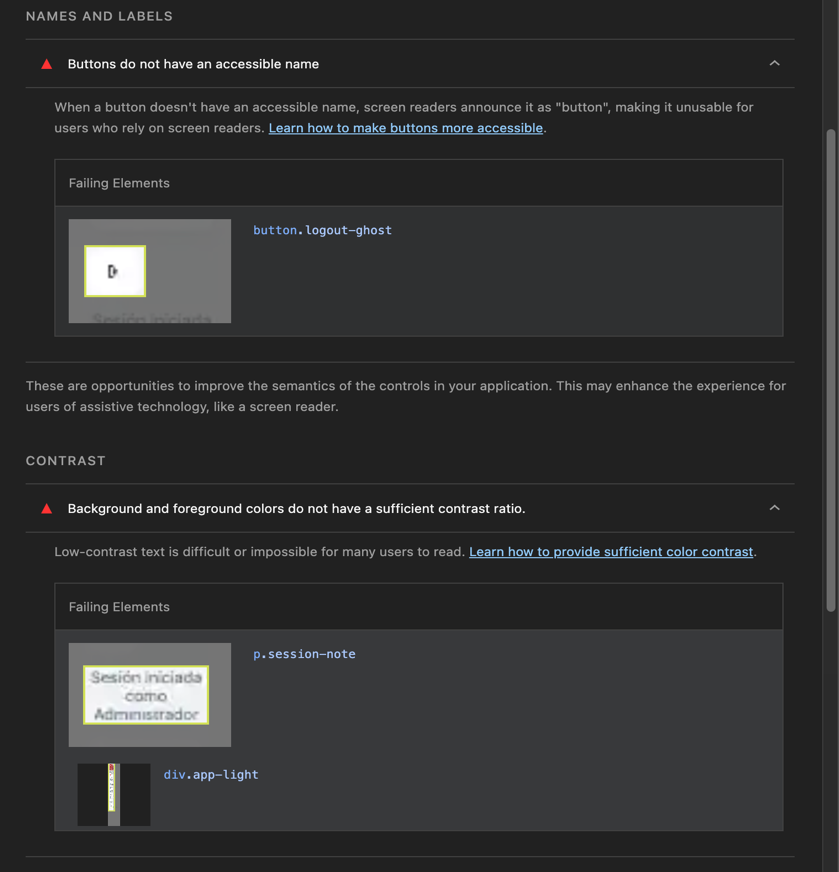 NAMES AND LABELS
Buttons do not have an accessible name
When a button doesn't have an accessible name, screen readers announce it as "button", making it unusable for
users who rely on screen readers. Learn how to make buttons more accessible.
Failing Elements
button.logout-ghost
Sesión iniciada
These are opportunities to improve the semantics of the controls in your application. This may enhance the experience for
users of assistive technology, like a screen reader.
CONTRAST
Background and foreground colors do not have a sufficient contrast ratio.
Low-contrast text is difficult or impossible for many users to read. Learn how to provide sufficient color contrast.
Failing Elements
p.session-note
Sesión iniciada
como
Administrador
div.app-light